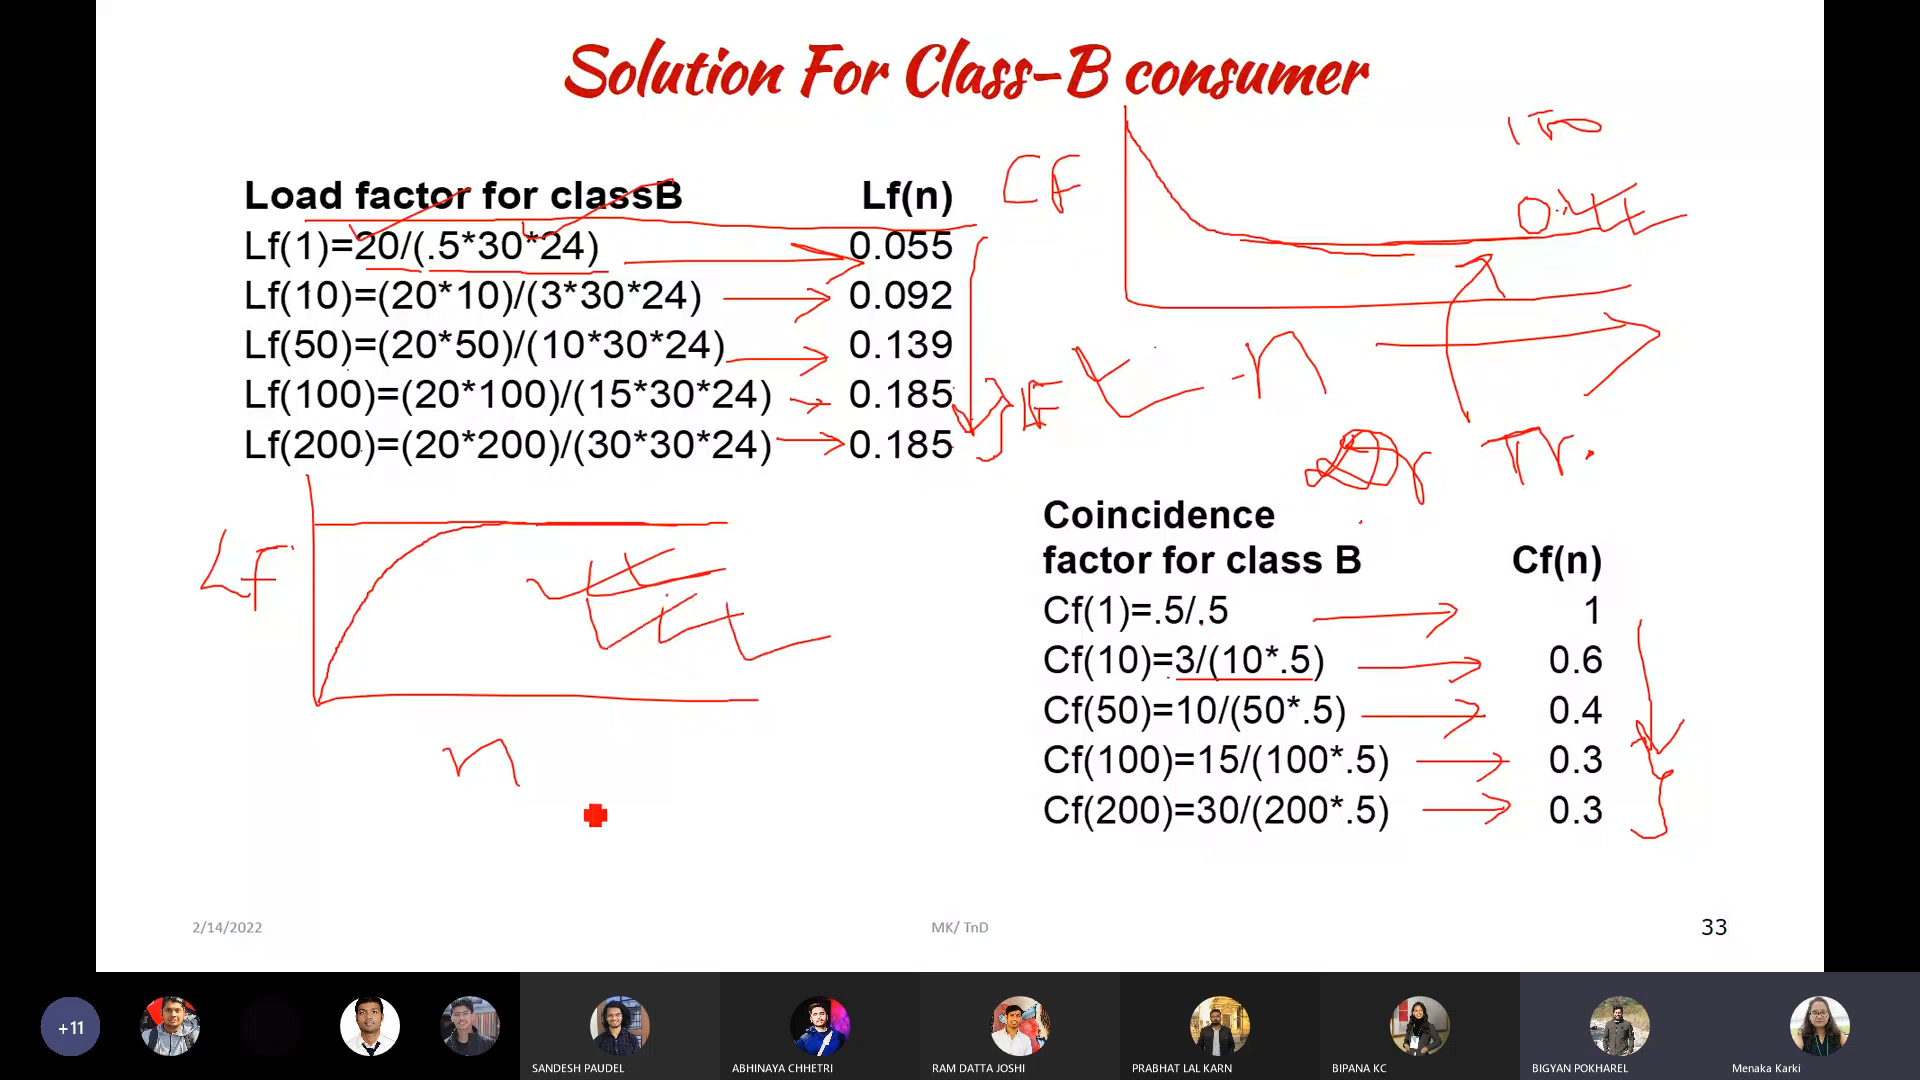 Solution For Class-B consumer
Load factor for classB Lf(n)
Lf(1)=20/(.5*30*24) 0.055
Lf(10)=(20*10)/(3*30*24) 0.092
Lf(50)=(20*50)/(10*30*24) 0.139
Lf(100)=(20*100)/(15*30*24) 0.185
Lf(200)=(20*200)/(30*30*24) 0.185
CF
n
LF
Tr.
Lf
n
Coincidence
factor for class B Cf(n)
Cf(1)=.5/.5 1
Cf(10)=3/(10*.5) 0.6
Cf(50)=10/(50*.5) 0.4
Cf(100)=15/(100*.5) 0.3
Cf(200)=30/(200*.5) 0.3
2/14/2022 MK/ TnD 33
+11
SANDESH PAUDEL ABHINAYA CHHETRI RAM DATTA JOSHI PRABHAT LAL KARN BIPANA KC BIGYAN POKHAREL Menaka Karki